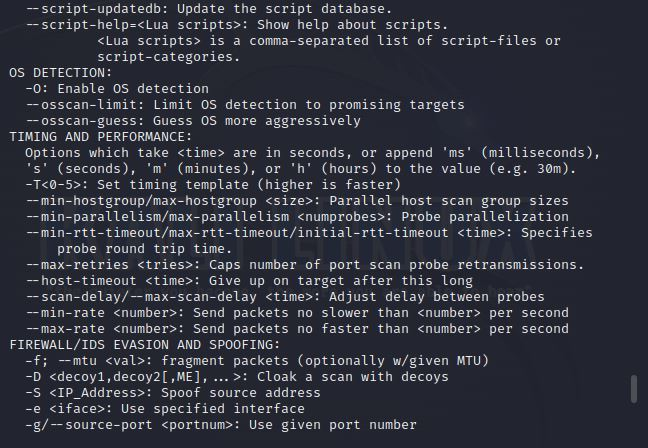 --script-updatedb: Update the script database.
--script-help=<Lua scripts>: Show help about scripts.
<Lua scripts> is a comma-separated list of script-files or
script-categories.
OS DETECTION:
-O: Enable OS detection
--osscan-limit: Limit OS detection to promising targets
--osscan-guess: Guess OS more aggressively
TIMING AND PERFORMANCE:
Options which take <time> are in seconds, or append 'ms' (milliseconds),
's' (seconds), 'm' (minutes), or 'h' (hours) to the value (e.g. 30m).
-T<0-5>: Set timing template (higher is faster)
--min-hostgroup/max-hostgroup <size>: Parallel host scan group sizes
--min-parallelism/max-parallelism <numprobes>: Probe parallelization
--min-rtt-timeout/max-rtt-timeout/initial-rtt-timeout <time>: Specifies
probe round trip time.
--max-retries <tries>: Caps number of port scan probe retransmissions.
--host-timeout <time>: Give up on target after this long
--scan-delay/--max-scan-delay <time>: Adjust delay between probes
--min-rate <number>: Send packets no slower than <number> per second
--max-rate <number>: Send packets no faster than <number> per second
FIREWALL/IDS EVASION AND SPOOFING:
-f; --mtu <val>: fragment packets (optionally w/given MTU)
-D <decoy1,decoy2[,ME],...>: Cloak a scan with decoys
-S <IP_Address>: Spoof source address
-e <iface>: Use specified interface
-g/--source-port <portnum>: Use given port number